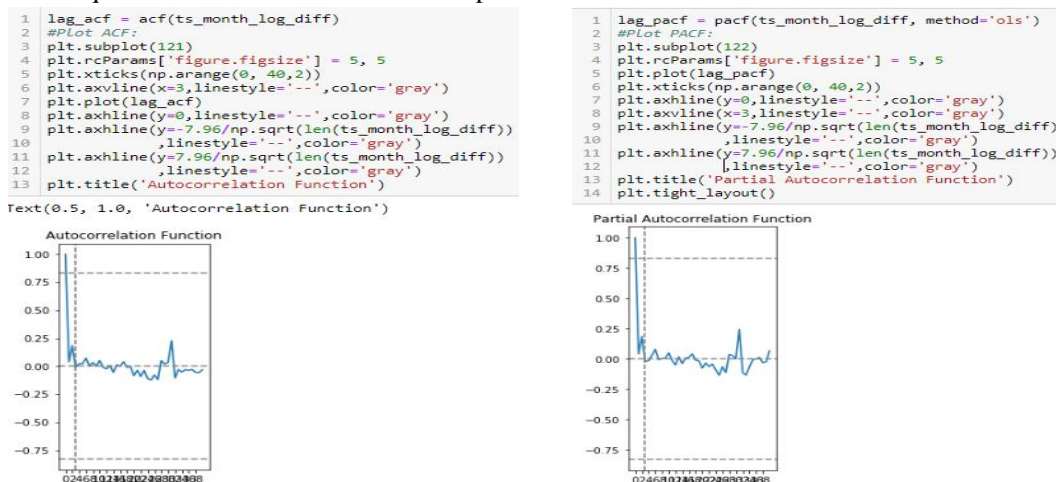 1 lag_acf = acf(ts_month_log_diff)
2 #Plot ACF:
3 plt.subplot(121)
4 plt.rcParams['figure.figsize'] = 5, 5
5 plt.xticks(np.arange(0, 40,2))
6 plt.axvline(x=3,linestyle='--',color='gray')
7 plt.plot(lag_acf)
8 plt.axhline(y=0,linestyle='--',color='gray')
9 plt.axhline(y=-7.96/np.sqrt(len(ts_month_log_diff))
10 ,linestyle='--',color='gray')
11 plt.axhline(y=7.96/np.sqrt(len(ts_month_log_diff))
12 ,linestyle='--',color='gray')
13 plt.title('Autocorrelation Function')
Text(0.5, 1.0, 'Autocorrelation Function')
Autocorrelation Function
1.00
0.75
0.50
0.25
0.00
−0.25
−0.50
−0.75
1 lag_pacf = pacf(ts_month_log_diff, method='ols')
2 #Plot PACF:
3 plt.subplot(122)
4 plt.rcParams['figure.figsize'] = 5, 5
5 plt.plot(lag_pacf)
6 plt.xticks(np.arange(0, 40,2))
7 plt.axhline(y=0,linestyle='--',color='gray')
8 plt.axvline(x=3,linestyle='--',color='gray')
9 plt.axhline(y=-7.96/np.sqrt(len(ts_month_log_diff)
10 ,linestyle='--',color='gray')
11 plt.axhline(y=7.96/np.sqrt(len(ts_month_log_diff))
12 ,linestyle='--',color='gray')
13 plt.title('Partial Autocorrelation Function')
14 plt.tight_layout()
Partial Autocorrelation Function
1.00
0.75
0.50
0.25
0.00
−0.25
−0.50
−0.75